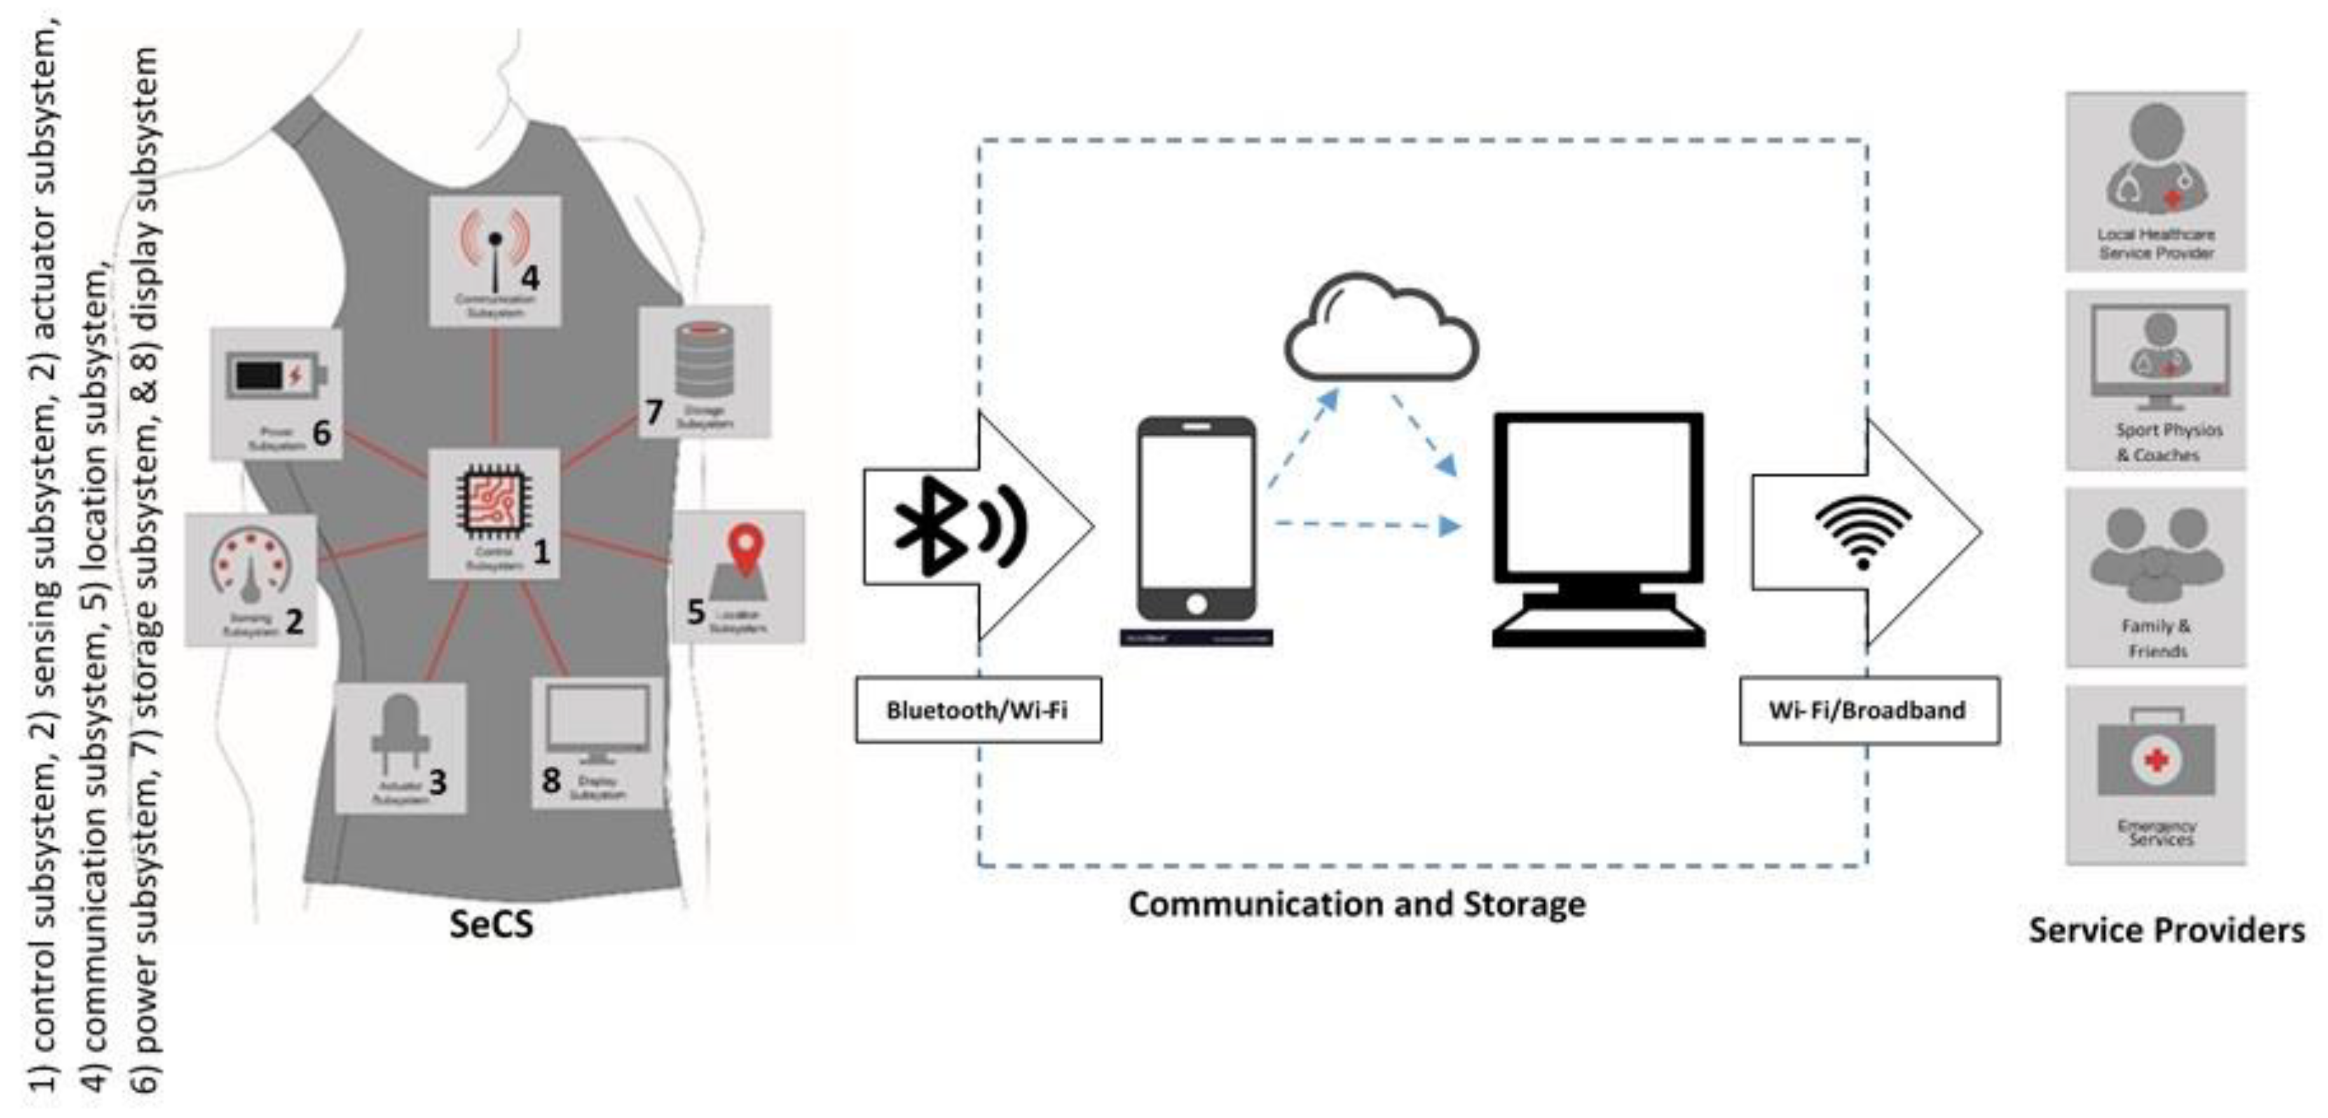 1) control subsystem, 2) sensing subsystem, 2) actuator subsystem,
4) communication subsystem, 5) location subsystem,
6) power subsystem, 7) storage subsystem, & 8) display subsystem
4
Communication
Subsystem
7
Storage
Subsystem
Power
Subsystem
6
Control
Subsystem
1
Sensing
Subsystem
2
5
Location
Subsystem
Actuator
Subsystem
3
8
Display
Subsystem
SeCS
Bluetooth/Wi-Fi
Communication and Storage
Wi-Fi/Broadband
Local Healthcare
Service Provider
Sport Physios
& Coaches
Family &
Friends
Emergency
Services
Service Providers